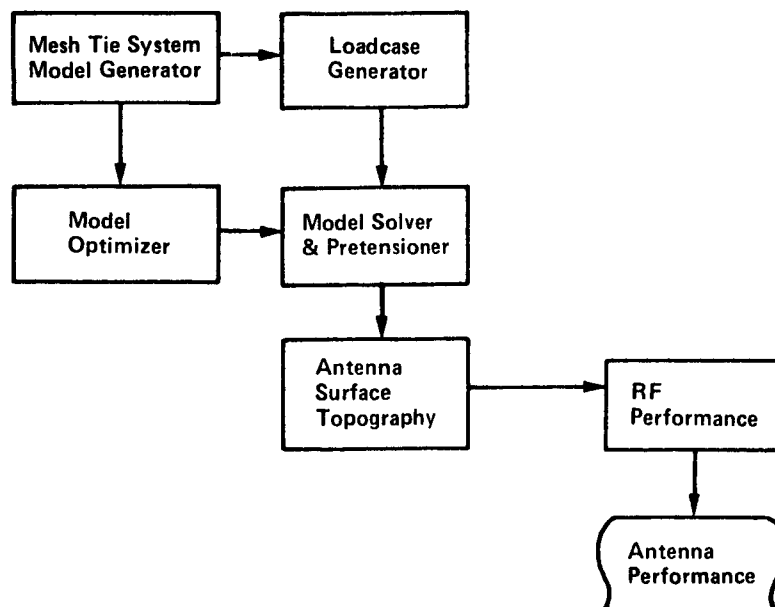 Mesh Tie System
Model Generator
Loadcase
Generator
Model
Optimizer
Model Solver
& Pretensioner
Antenna
Surface
Topography
RF
Performance
Antenna
Performance